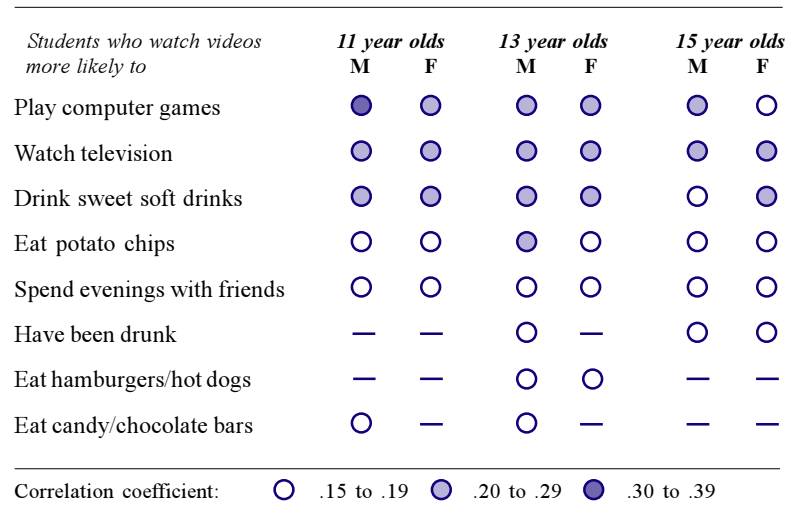 Students who watch videos 11 year olds 13 year olds 15 year olds
more likely to M F M F M F
Play computer games
Watch television
Drink sweet soft drinks
Eat potato chips
Spend evenings with friends
Have been drunk — — —
Eat hamburgers/hot dogs — — — —
Eat candy/chocolate bars — — — —
Correlation coefficient: .15 to .19 .20 to .29 .30 to .39